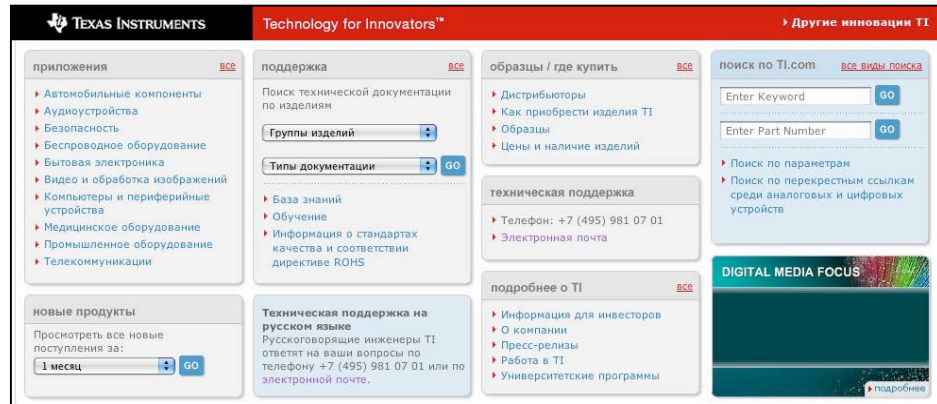 TEXAS INSTRUMENTS
Technology for Innovators™
Другие инновации TI
приложения
все
Автомобильные компоненты
Аудиоустройства
Безопасность
Беспроводное оборудование
Бытовая электроника
Видео и обработка изображений
Компьютеры и периферийные
устройства
Медицинское оборудование
Промышленное оборудование
Телекоммуникации
новые продукты
Просмотреть все новые
поступления за:
1 месяц
GO
поддержка
все
Поиск технической документации
по изделиям
Группы изделий
Типы документации
GO
База знаний
Обучение
Информация о стандартах
качества и соответствии
директиве ROHS
Техническая поддержка на
русском языке
Русскоговорящие инженеры TI
ответят на ваши вопросы по
телефону +7 (495) 981 07 01 или по
электронной почте.
образцы / где купить
все
Дистрибьюторы
Как приобрести изделия TI
Образцы
Цены и наличие изделий
техническая поддержка
Телефон: +7 (495) 981 07 01
Электронная почта
подробнее о TI
все
Информация для инвесторов
О компании
Пресс-релизы
Работа в TI
Университетские программы
поиск по TI.com
все виды поиска
Enter Keyword
GO
Enter Part Number
GO
Поиск по параметрам
Поиск по перекрестным ссылкам
среди аналоговых и цифровых
устройств
DIGITAL MEDIA FOCUS
подробнее